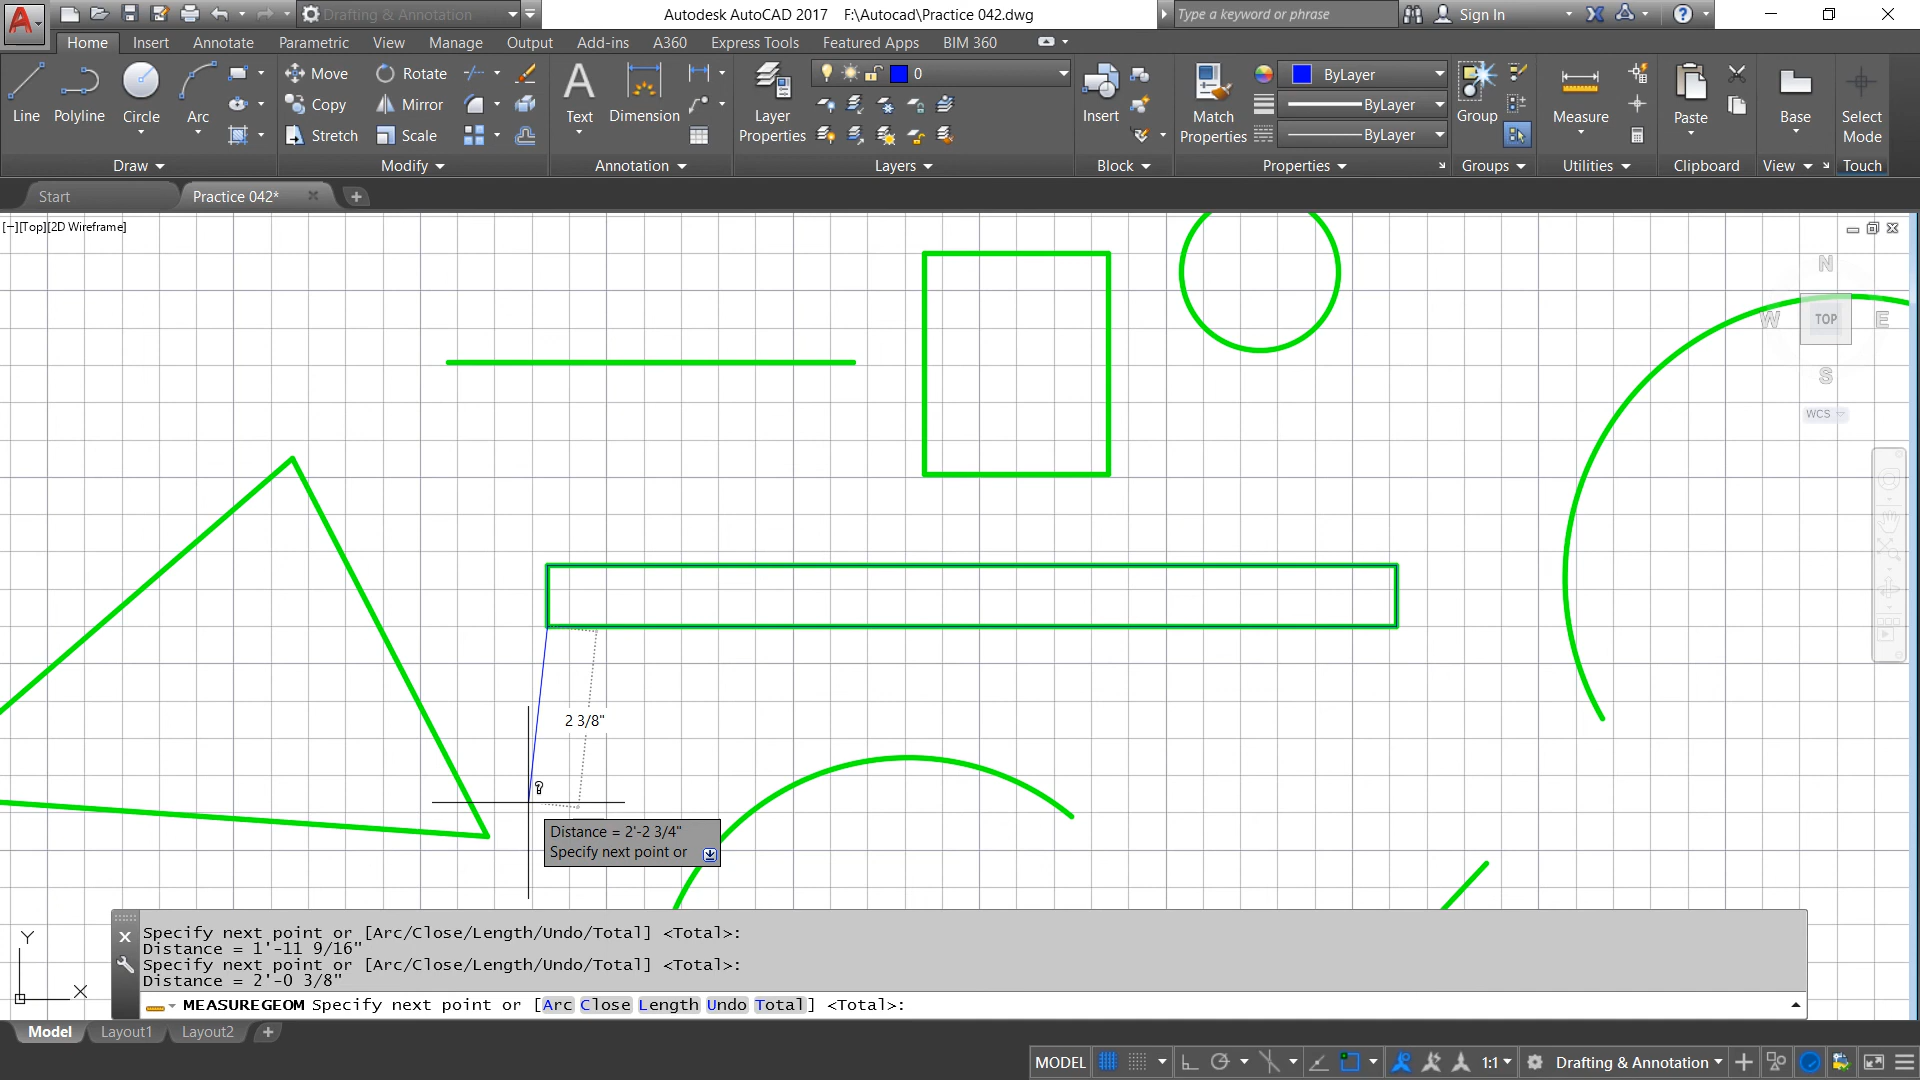 Drafting & Annotation
Autodesk AutoCAD 2017 F:\Autocad\Practice 042.dwg
Type a keyword or phrase
Sign In
Home Insert Annotate Parametric View Manage Output Add-ins A360 Express Tools Featured Apps BIM 360
Line
Polyline
Circle
Arc
Draw
Move
Rotate
Copy
Mirror
Stretch
Scale
Modify
Text
Dimension
Annotation
Layer
Properties
0
Layers
Insert
Block
Match
Properties
ByLayer
ByLayer
ByLayer
Properties
Group
Groups
Measure
Utilities
Paste
Clipboard
Base
View
Select
Mode
Touch
Start
Practice 042*
[−][Top][2D Wireframe]
N
W
TOP
E
S
WCS
2 3/8"
Distance = 2'-2 3/4"
Specify next point or
Y
X
Specify next point or [Arc/Close/Length/Undo/Total] <Total>:
Distance = 1'-11 9/16"
Specify next point or [Arc/Close/Length/Undo/Total] <Total>:
Distance = 2'-0 3/8"
MEASUREGEOM Specify next point or [Arc Close Length Undo Total] <Total>:
Model
Layout1
Layout2
MODEL
1:1
Drafting & Annotation